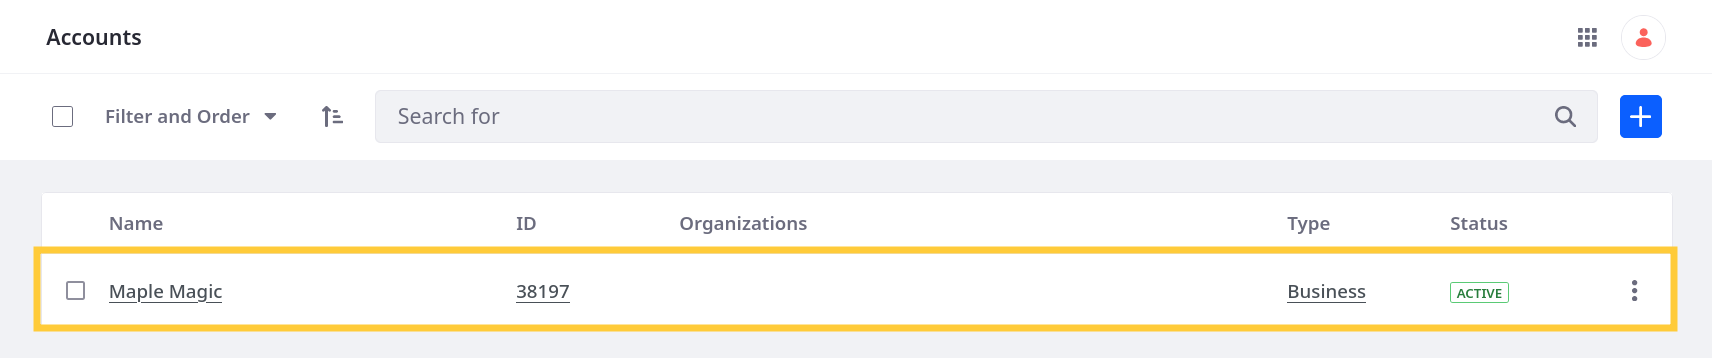 Accounts
Filter and Order
Search for
Name ID Organizations Type Status
Maple Magic 38197 Business ACTIVE